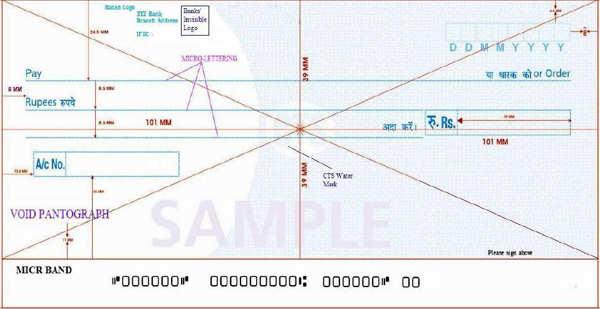 Banks Logo
XYZ Bank
Branch Address
IFSC :
Banks'
Invisible
Logo
SAMPLE
D D M M Y Y Y Y
MICRO-LETTERING
39 MM
Pay
या धारक को or Order
Rupees रुपये
101 MM
अदा करें।
रु. Rs.
101 MM
A/c No.
39 MM
CTS Water
Mark
VOID PANTOGRAPH
SAMPLE
Please sign above
MICR BAND
⑈000000⑈ 000000000⑆ 000000⑈ 00